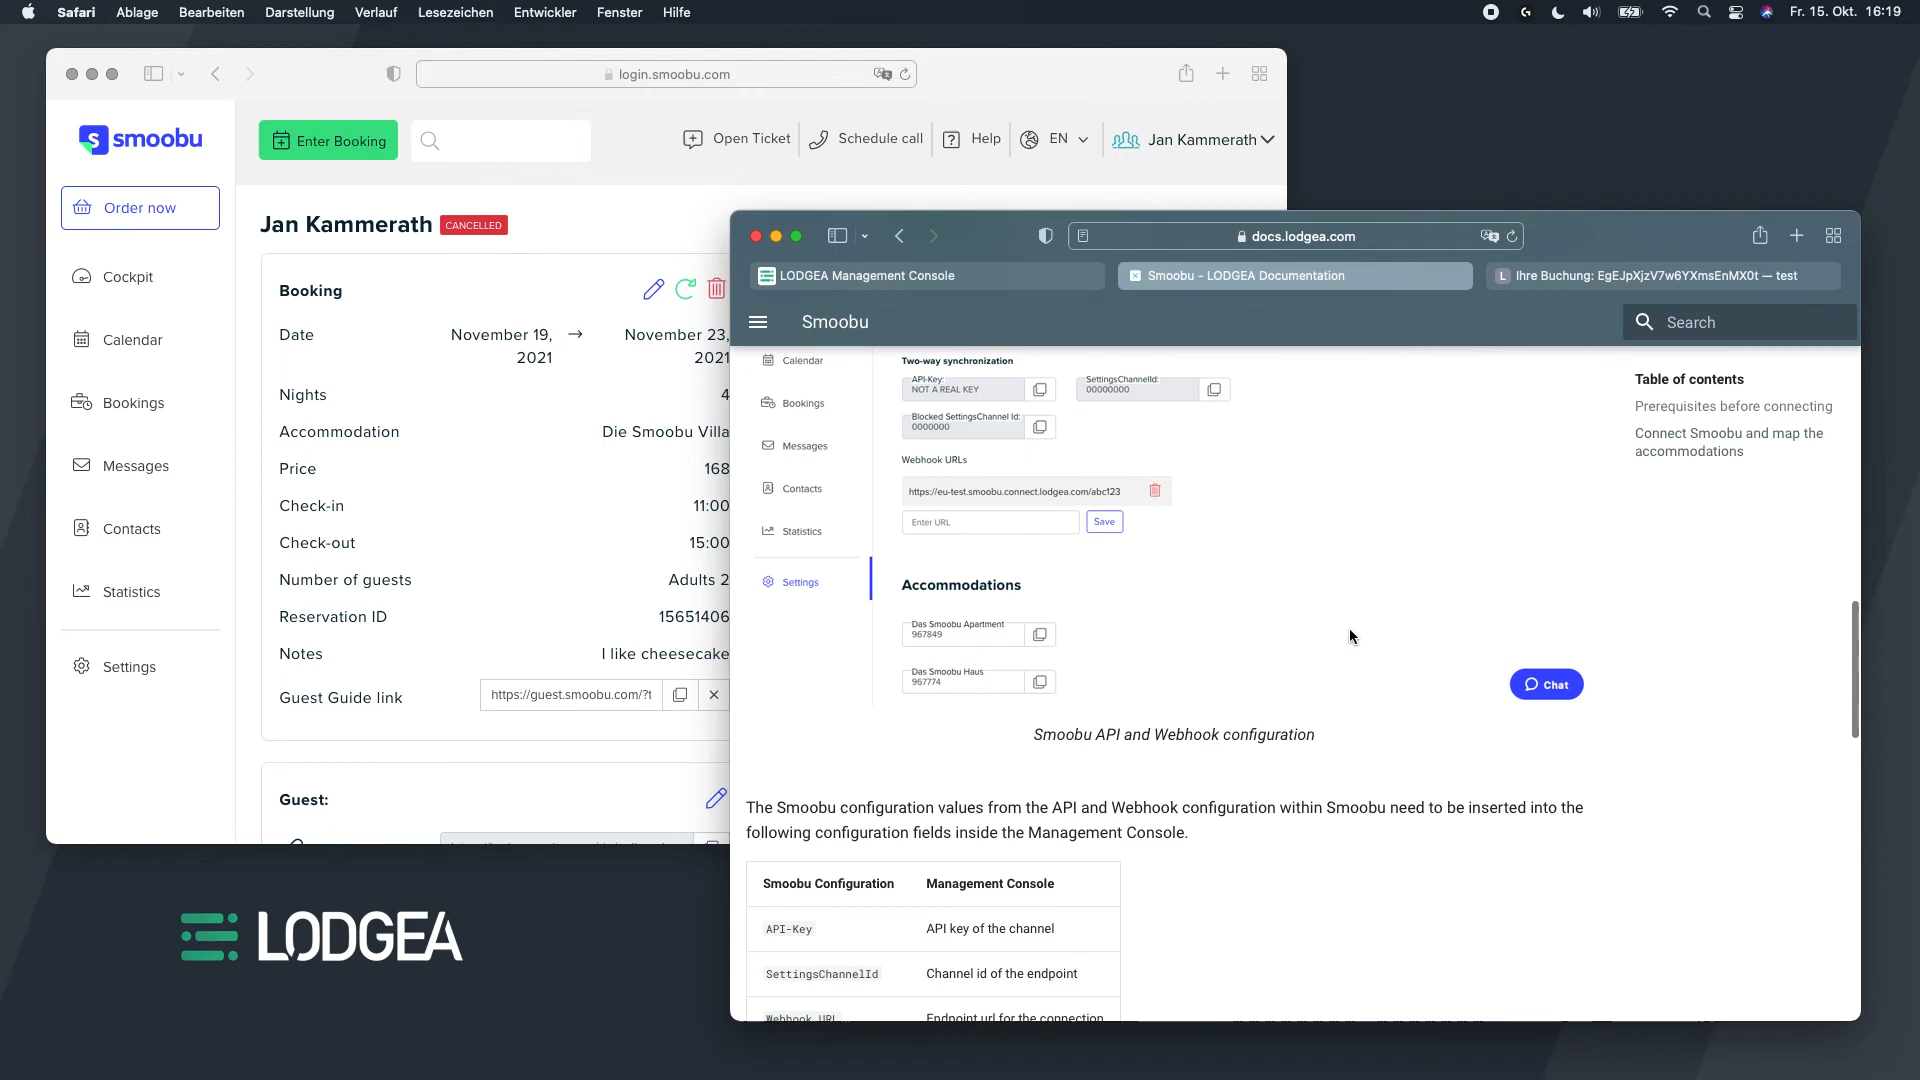 Safari Ablage Bearbeiten Darstellung Verlauf Lesezeichen Entwickler Fenster Hilfe Fr. 15. Okt. 16:19
login.smoobu.com
smoobu
Enter Booking
Open Ticket
Schedule call
Help
EN
Jan Kammerath
Order now
Cockpit
Calendar
Bookings
Messages
Contacts
Statistics
Settings
Jan Kammerath CANCELLED
Booking
Date November 19, → November 23,
2021 2021
Nights 4
Accommodation Die Smoobu Villa
Price 168
Check-in 11:00
Check-out 15:00
Number of guests Adults 2
Reservation ID 15651406
Notes I like cheesecake
Guest Guide link https://guest.smoobu.com/?t
Guest:
LODGEA
docs.lodgea.com
LODGEA Management Console
Smoobu - LODGEA Documentation
L Ihre Buchung: EgEJpXjzV7w6YXmsEnMX0t — test
Smoobu
Search
Calendar
Bookings
Messages
Contacts
Statistics
Settings
Two-way synchronization
API-Key: SettingsChannelId:
NOT A REAL KEY 00000000
Blocked SettingsChannel Id:
0000000
Webhook URLs
https://eu-test.smoobu.connect.lodgea.com/abc123
Enter URL Save
Accommodations
Das Smoobu Apartment
967849
Das Smoobu Haus
967774
Chat
Smoobu API and Webhook configuration
Table of contents
Prerequisites before connecting
Connect Smoobu and map the
accommodations
The Smoobu configuration values from the API and Webhook configuration within Smoobu need to be inserted into the
following configuration fields inside the Management Console.
Smoobu Configuration Management Console
API-Key API key of the channel
SettingsChannelId Channel id of the endpoint
Webhook URL Endpoint url for the connection